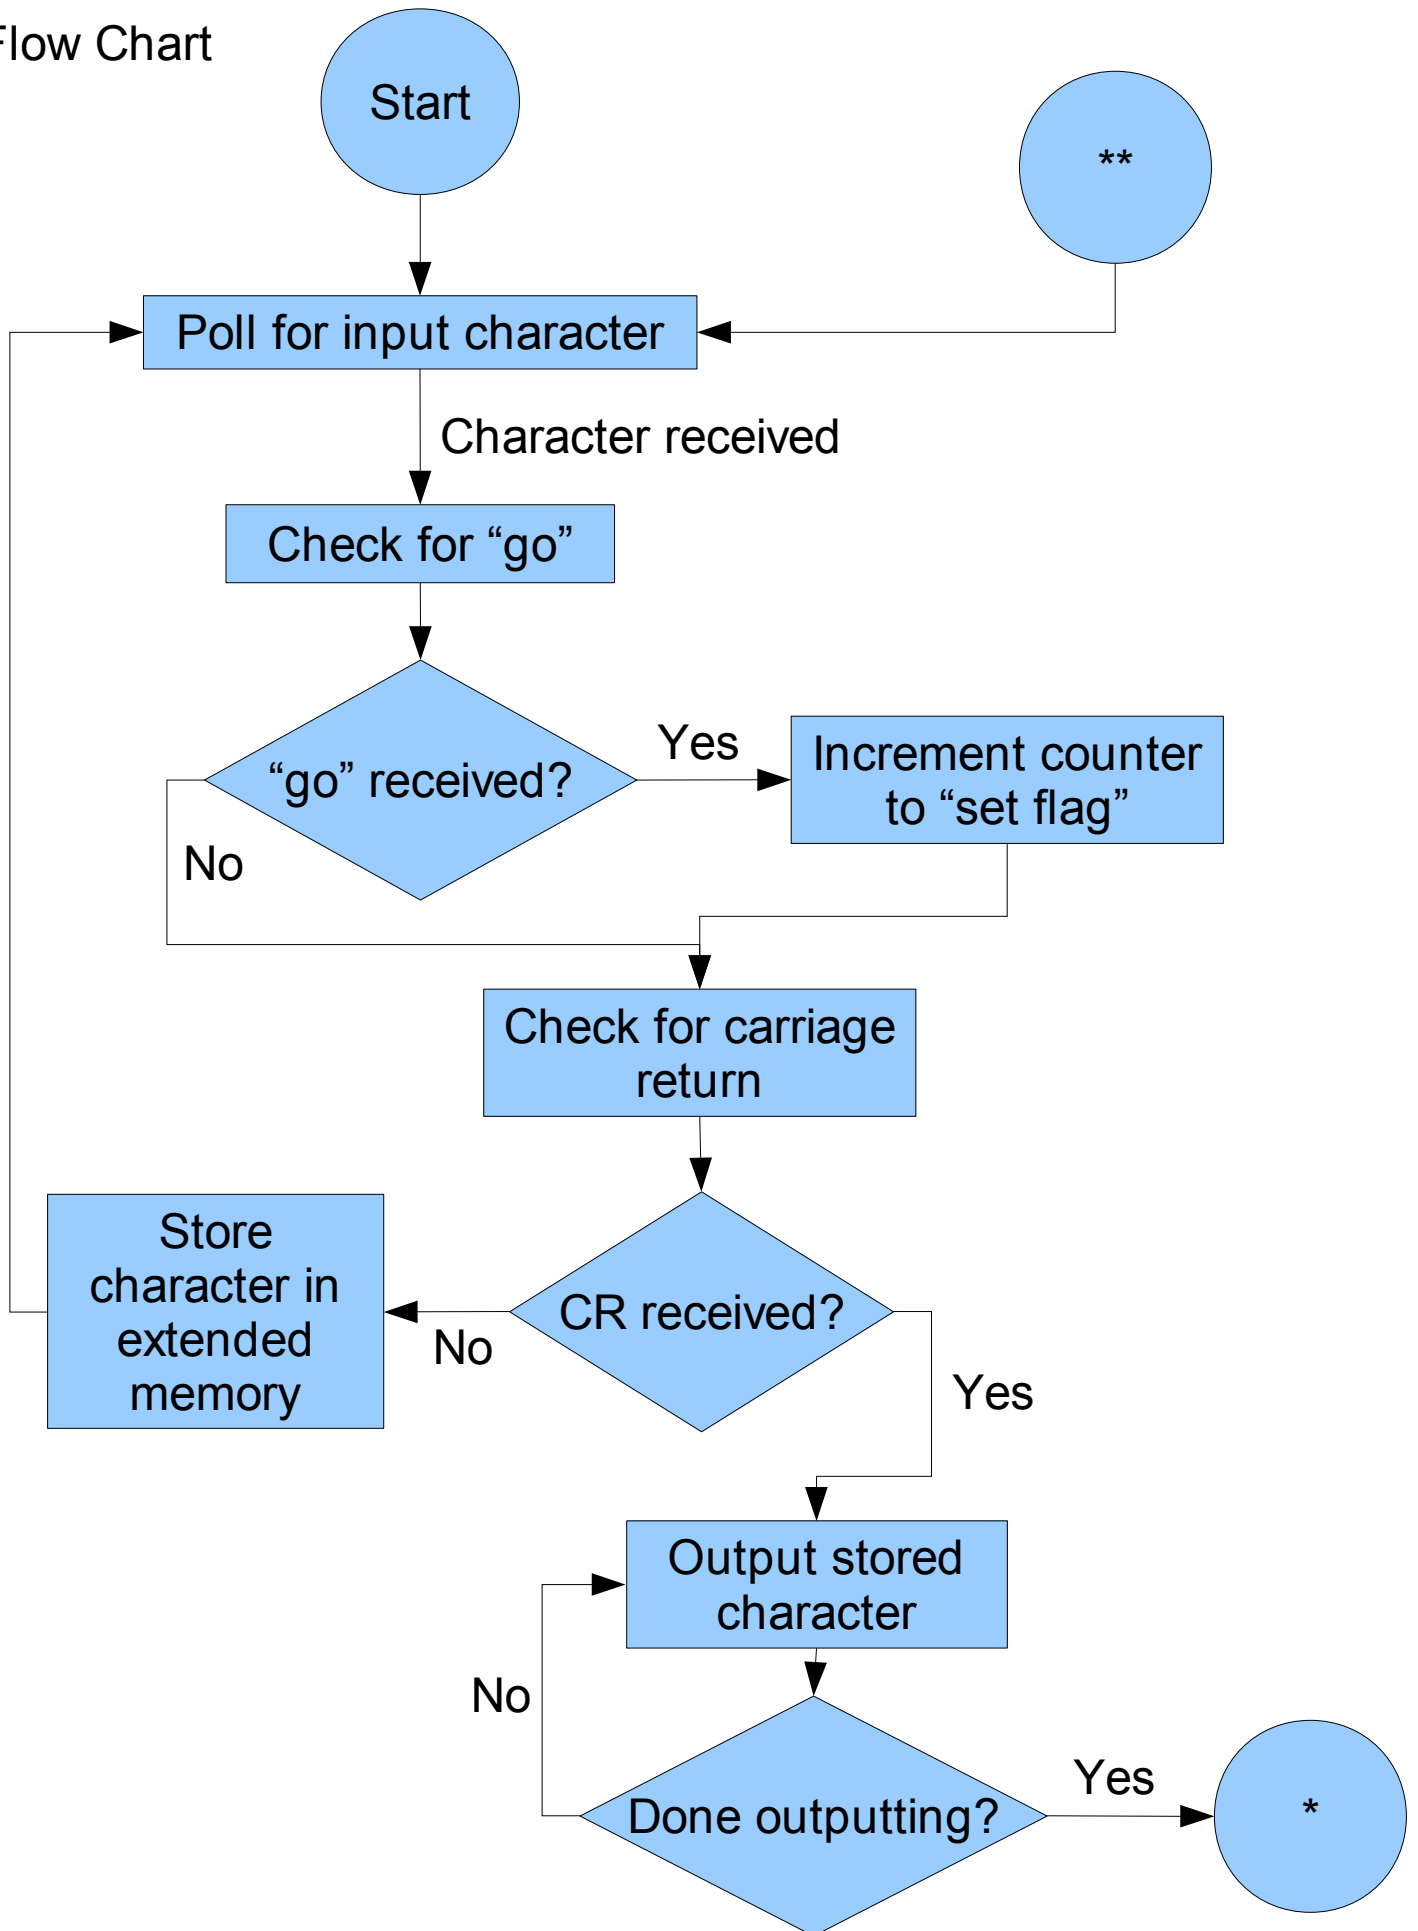 Flow Chart
Start
**
Poll for input character
Character received
Check for “go”
“go” received?
Yes
Increment counter
to “set flag”
No
Check for carriage
return
Store
character in
extended
memory
No
CR received?
Yes
Output stored
character
No
Done outputting?
Yes
*